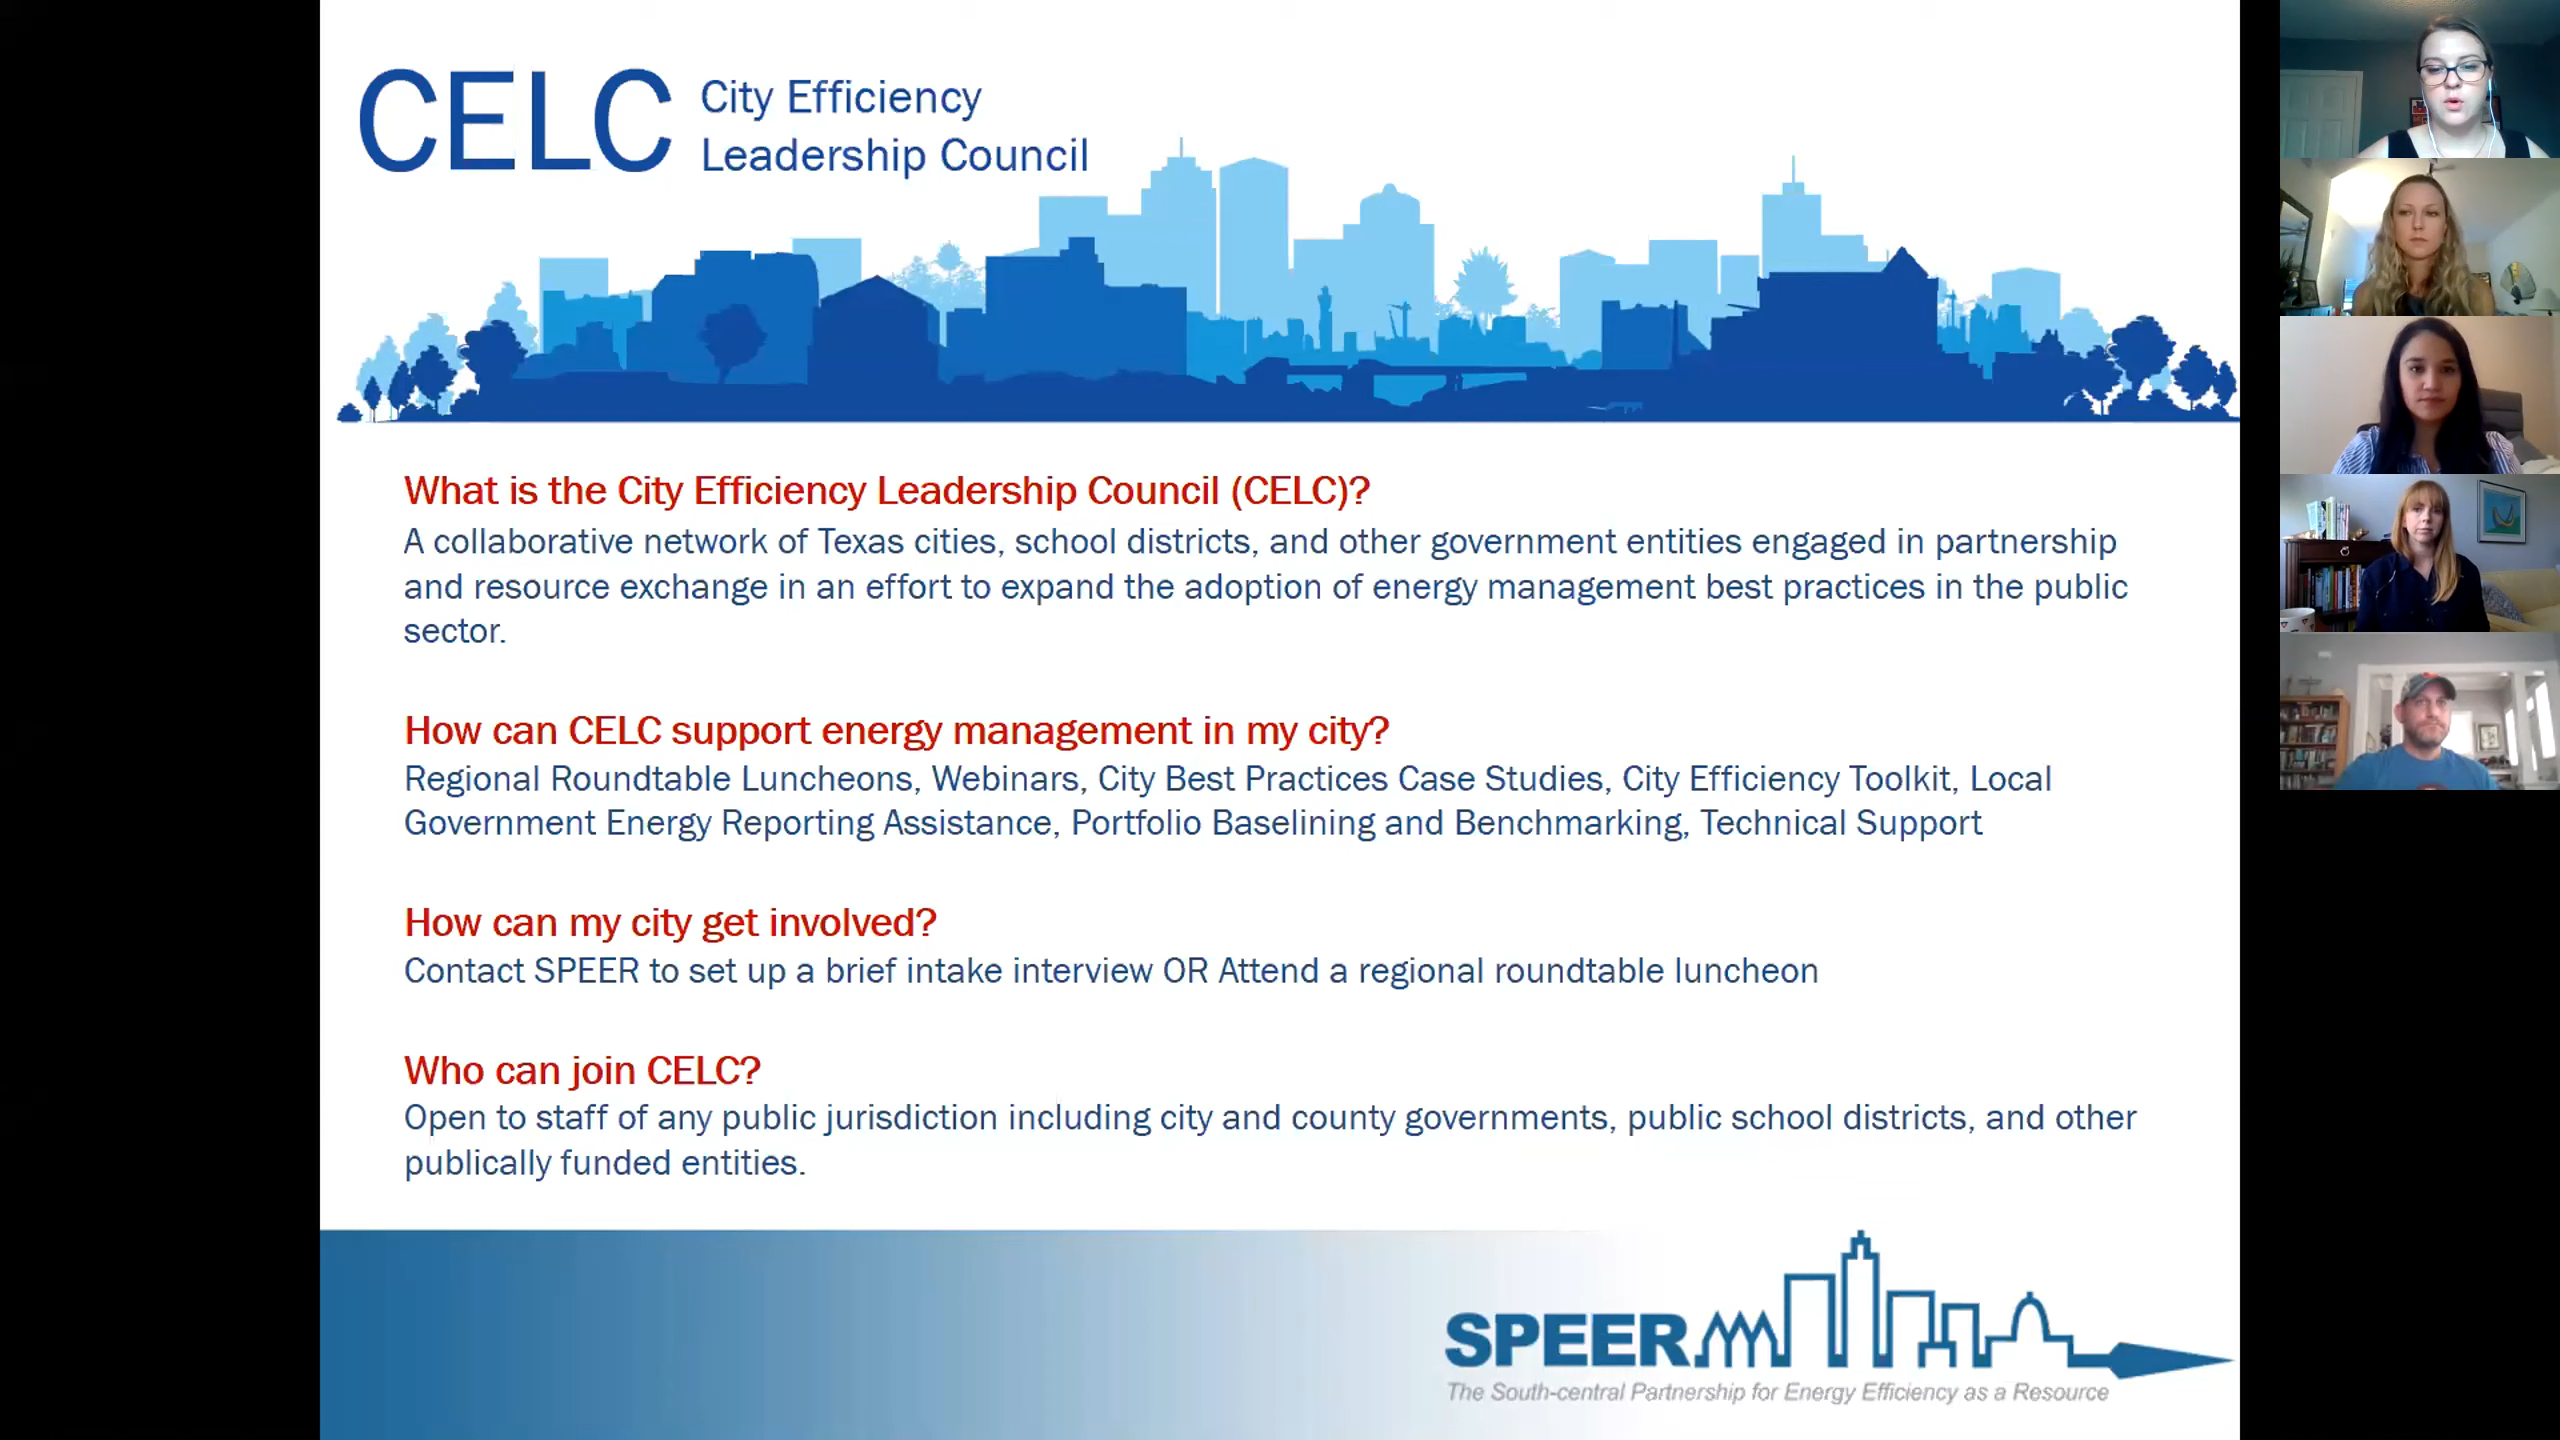 CELC City Efficiency
Leadership Council
What is the City Efficiency Leadership Council (CELC)?
A collaborative network of Texas cities, school districts, and other government entities engaged in partnership
and resource exchange in an effort to expand the adoption of energy management best practices in the public
sector.
How can CELC support energy management in my city?
Regional Roundtable Luncheons, Webinars, City Best Practices Case Studies, City Efficiency Toolkit, Local
Government Energy Reporting Assistance, Portfolio Baselining and Benchmarking, Technical Support
How can my city get involved?
Contact SPEER to set up a brief intake interview OR Attend a regional roundtable luncheon
Who can join CELC?
Open to staff of any public jurisdiction including city and county governments, public school districts, and other
publically funded entities.
SPEER
The South-central Partnership for Energy Efficiency as a Resource